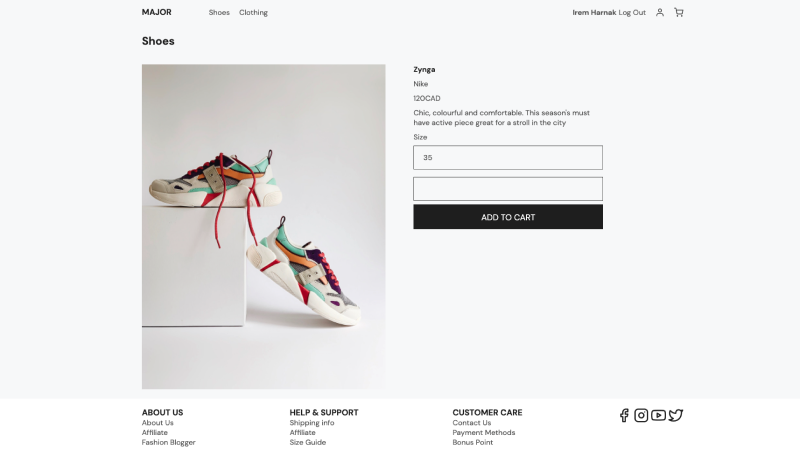 MAJOR
Shoes
Clothing
Irem Harnak Log Out
Shoes
Zynga
Nike
120CAD
Chic, colourful and comfortable. This season's must
have active piece great for a stroll in the city
Size
35
ADD TO CART
ABOUT US
About Us
Affiliate
Fashion Blogger
HELP & SUPPORT
Shipping info
Affiliate
Size Guide
CUSTOMER CARE
Contact Us
Payment Methods
Bonus Point